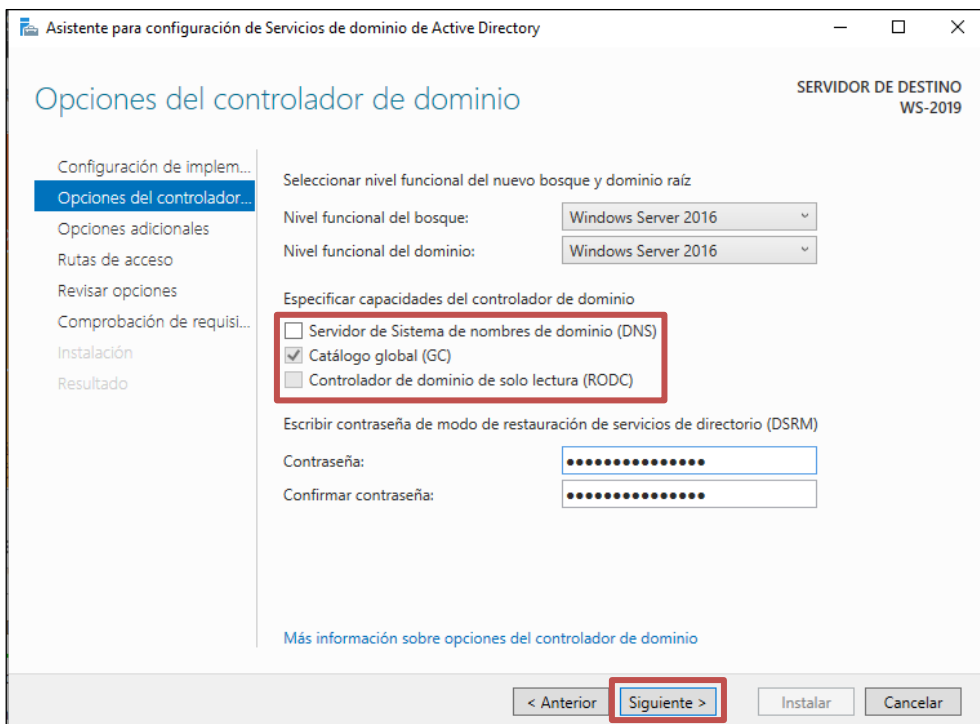 Asistente para configuración de Servicios de dominio de Active Directory
Opciones del controlador de dominio
SERVIDOR DE DESTINO
WS-2019
Configuración de implem...
Opciones del controlador...
Opciones adicionales
Rutas de acceso
Revisar opciones
Comprobación de requisi...
Instalación
Resultado
Seleccionar nivel funcional del nuevo bosque y dominio raíz
Nivel funcional del bosque: Windows Server 2016
Nivel funcional del dominio: Windows Server 2016
Especificar capacidades del controlador de dominio
Servidor de Sistema de nombres de dominio (DNS)
Catálogo global (GC)
Controlador de dominio de solo lectura (RODC)
Escribir contraseña de modo de restauración de servicios de directorio (DSRM)
Contraseña: •••••••••••••••
Confirmar contraseña: •••••••••••••••
Más información sobre opciones del controlador de dominio
< Anterior Siguiente > Instalar Cancelar